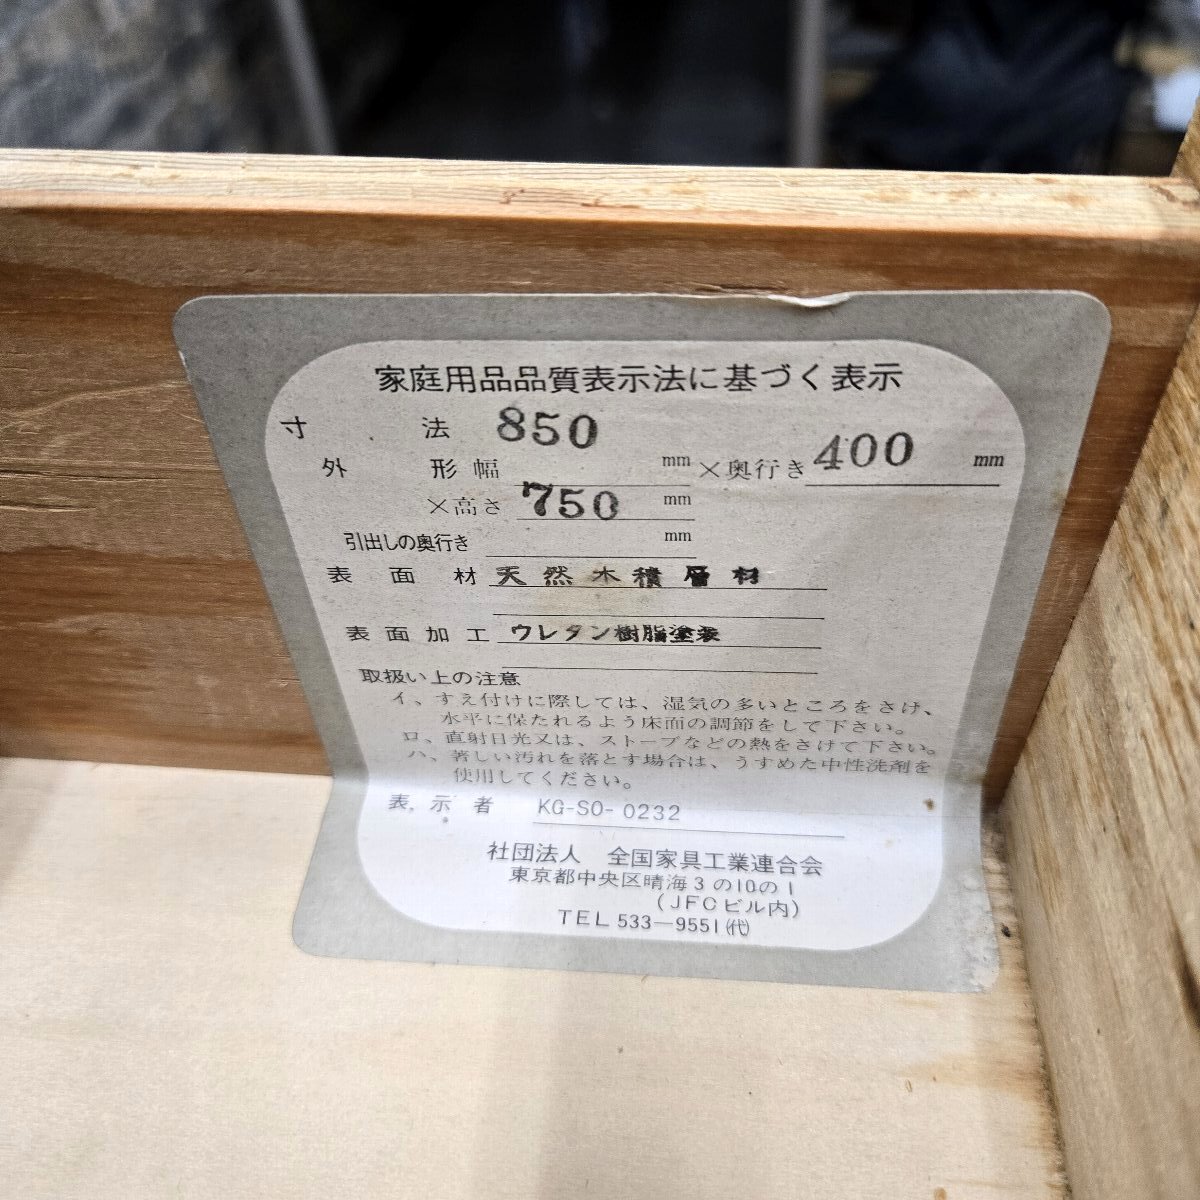 家庭用品品質表示法に基づく表示
寸法
外形幅 850 mm ×奥行き 400 mm
×高さ 750 mm
引出しの奥行き mm
表面材 天然木積層材
表面加工 ウレタン樹脂塗装
取扱い上の注意
イ、すえ付けに際しては、湿気の多いところをさけ、
水平に保たれるよう床面の調節をして下さい。
ロ、直射日光又は、ストーブなどの熱をさけて下さい。
ハ、著しい汚れを落とす場合は、うすめた中性洗剤を
使用してください。
表示者 KG-SO-0232
社団法人 全国家具工業連合会
東京都中央区晴海3の10の1
(JFCビル内)
TEL 533-9551(代)